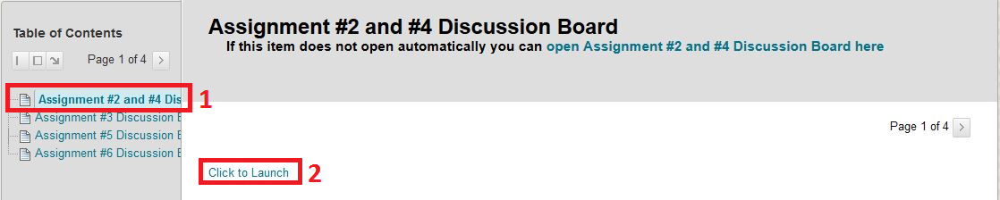 Table of Contents
Page 1 of 4
Assignment #2 and #4 Dis
1
Assignment #3 Discussion B
Assignment #5 Discussion B
Assignment #6 Discussion B
Assignment #2 and #4 Discussion Board
If this item does not open automatically you can open Assignment #2 and #4 Discussion Board here
Page 1 of 4
Click to Launch
2